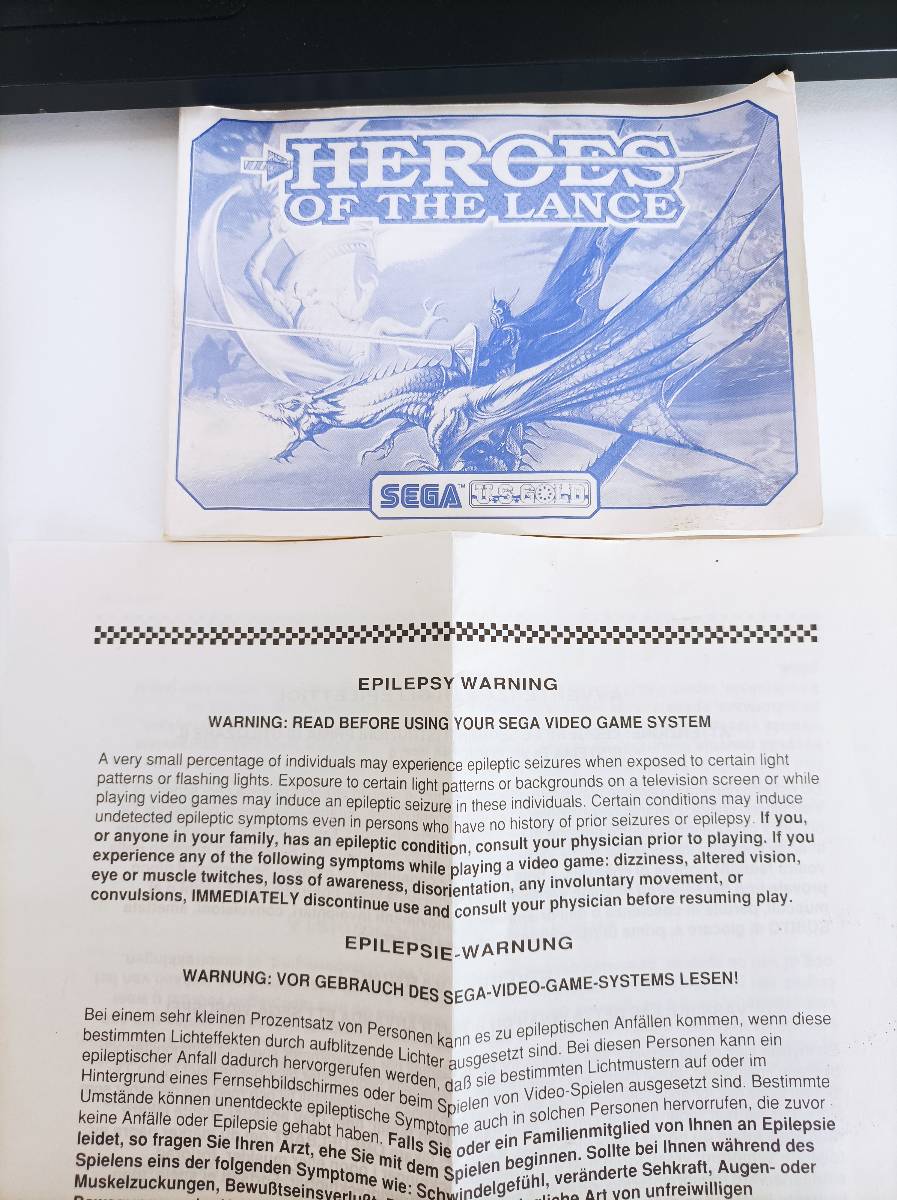 HEROES
OF THE LANCE
SEGA™ U.S. GOLD
EPILEPSY WARNING
WARNING: READ BEFORE USING YOUR SEGA VIDEO GAME SYSTEM
A very small percentage of individuals may experience epileptic seizures when exposed to certain light
patterns or flashing lights. Exposure to certain light patterns or backgrounds on a television screen or while
playing video games may induce an epileptic seizure in these individuals. Certain conditions may induce
undetected epileptic symptoms even in persons who have no history of prior seizures or epilepsy. If you,
or anyone in your family, has an epileptic condition, consult your physician prior to playing. If you
experience any of the following symptoms while playing a video game: dizziness, altered vision,
eye or muscle twitches, loss of awareness, disorientation, any involuntary movement, or
convulsions, IMMEDIATELY discontinue use and consult your physician before resuming play.
EPILEPSIE-WARNUNG
WARNUNG: VOR GEBRAUCH DES SEGA-VIDEO-GAME-SYSTEMS LESEN!
Bei einem sehr kleinen Prozentsatz von Personen kann es zu epileptischen Anfällen kommen, wenn diese
bestimmten Lichteffekten durch aufblitzende Lichter ausgesetzt sind. Bei diesen Personen kann ein
epileptischer Anfall dadurch hervorgerufen werden, daß sie bestimmten Lichtmustern auf oder im
Hintergrund eines Fernsehbildschirmes oder beim Spielen von Video-Spielen ausgesetzt sind. Bestimmte
Umstände können unentdeckte epileptische Symptome auch in solchen Personen hervorrufen, die zuvor
keine Anfälle oder Epilepsie gehabt haben. Falls Sie oder ein Familienmitglied von Ihnen an Epilepsie
leidet, so fragen Sie Ihren Arzt, ehe Sie mit dem Spielen beginnen. Sollte bei Ihnen während des
Spielens eins der folgenden Symptome wie: Schwindelgefühl, veränderte Sehkraft, Augen- oder
Muskelzuckungen, Bewußtseinsverlust, Art von unfreiwilligen